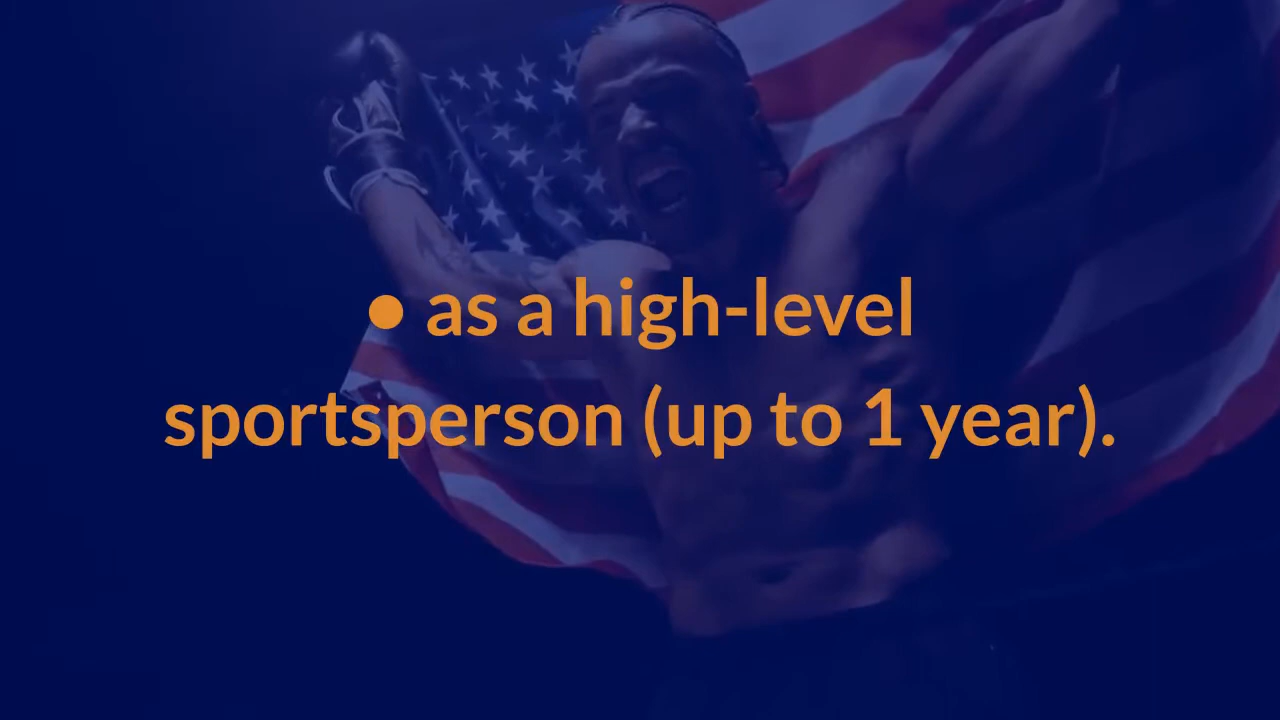 ● as a high-level
sportsperson (up to 1 year).